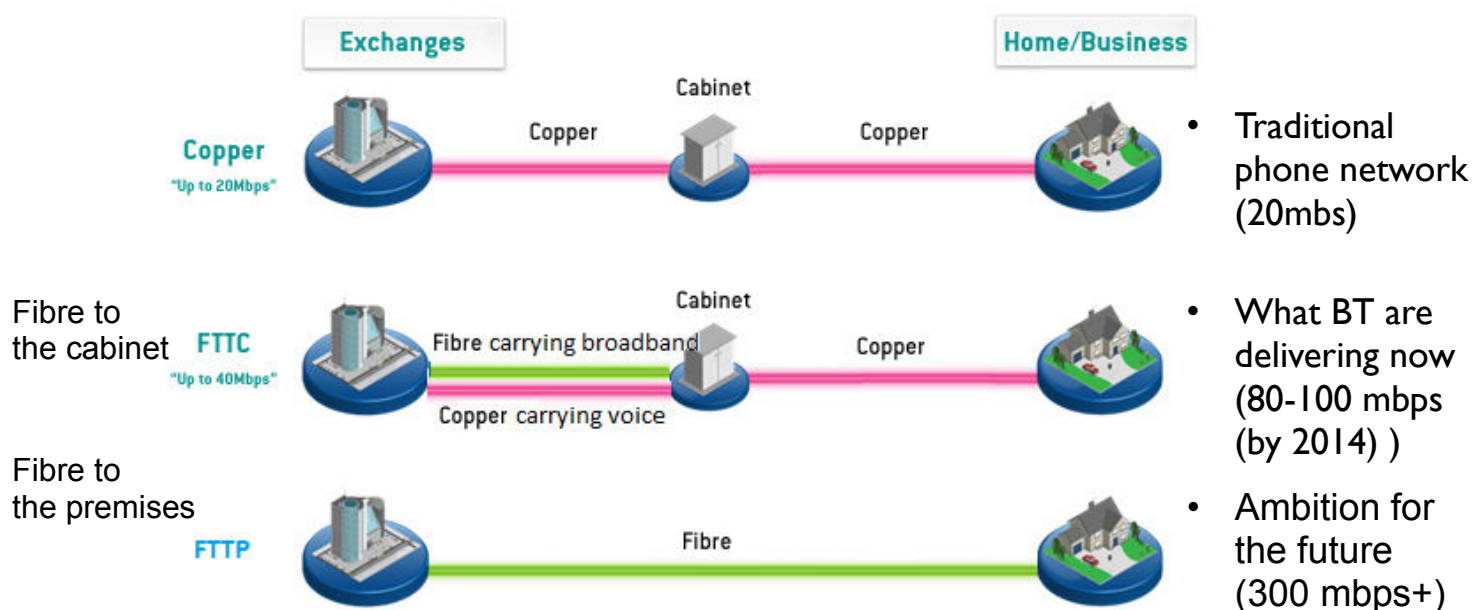 Exchanges
Home/Business
Cabinet
Copper
Copper
Copper
"Up to 20Mbps"
• Traditional
phone network
(20mbs)
Fibre to
the cabinet
FTTC
"Up to 40Mbps"
Cabinet
Fibre carrying broadband
Copper
Copper carrying voice
• What BT are
delivering now
(80-100 mbps
(by 2014) )
Fibre to
the premises
FTTP
Fibre
• Ambition for
the future
(300 mbps+)